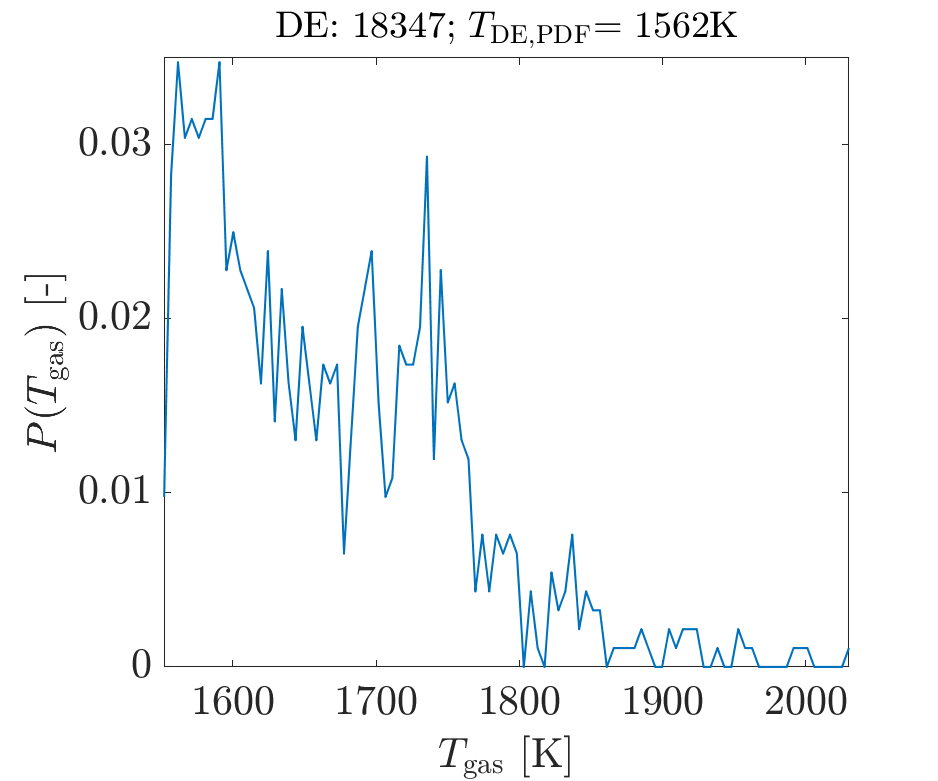 DE: 18347; T_DE,PDF= 1562K
0.03
0.02
0.01
0
P(T_gas) [-]
1600 1700 1800 1900 2000
T_gas [K]